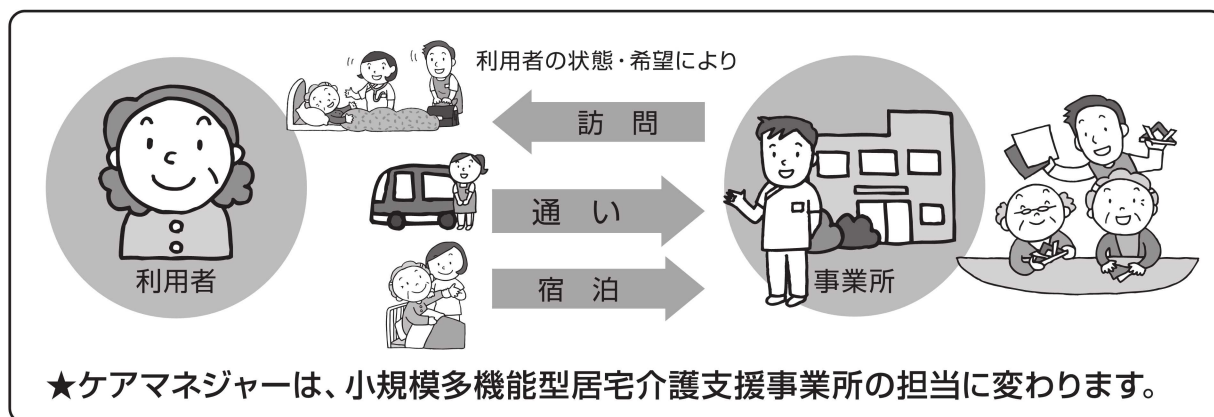 利用者の状態・希望により
訪問
通い
宿泊
利用者
事業所
★ケアマネジャーは、小規模多機能型居宅介護支援事業所の担当に変わります。